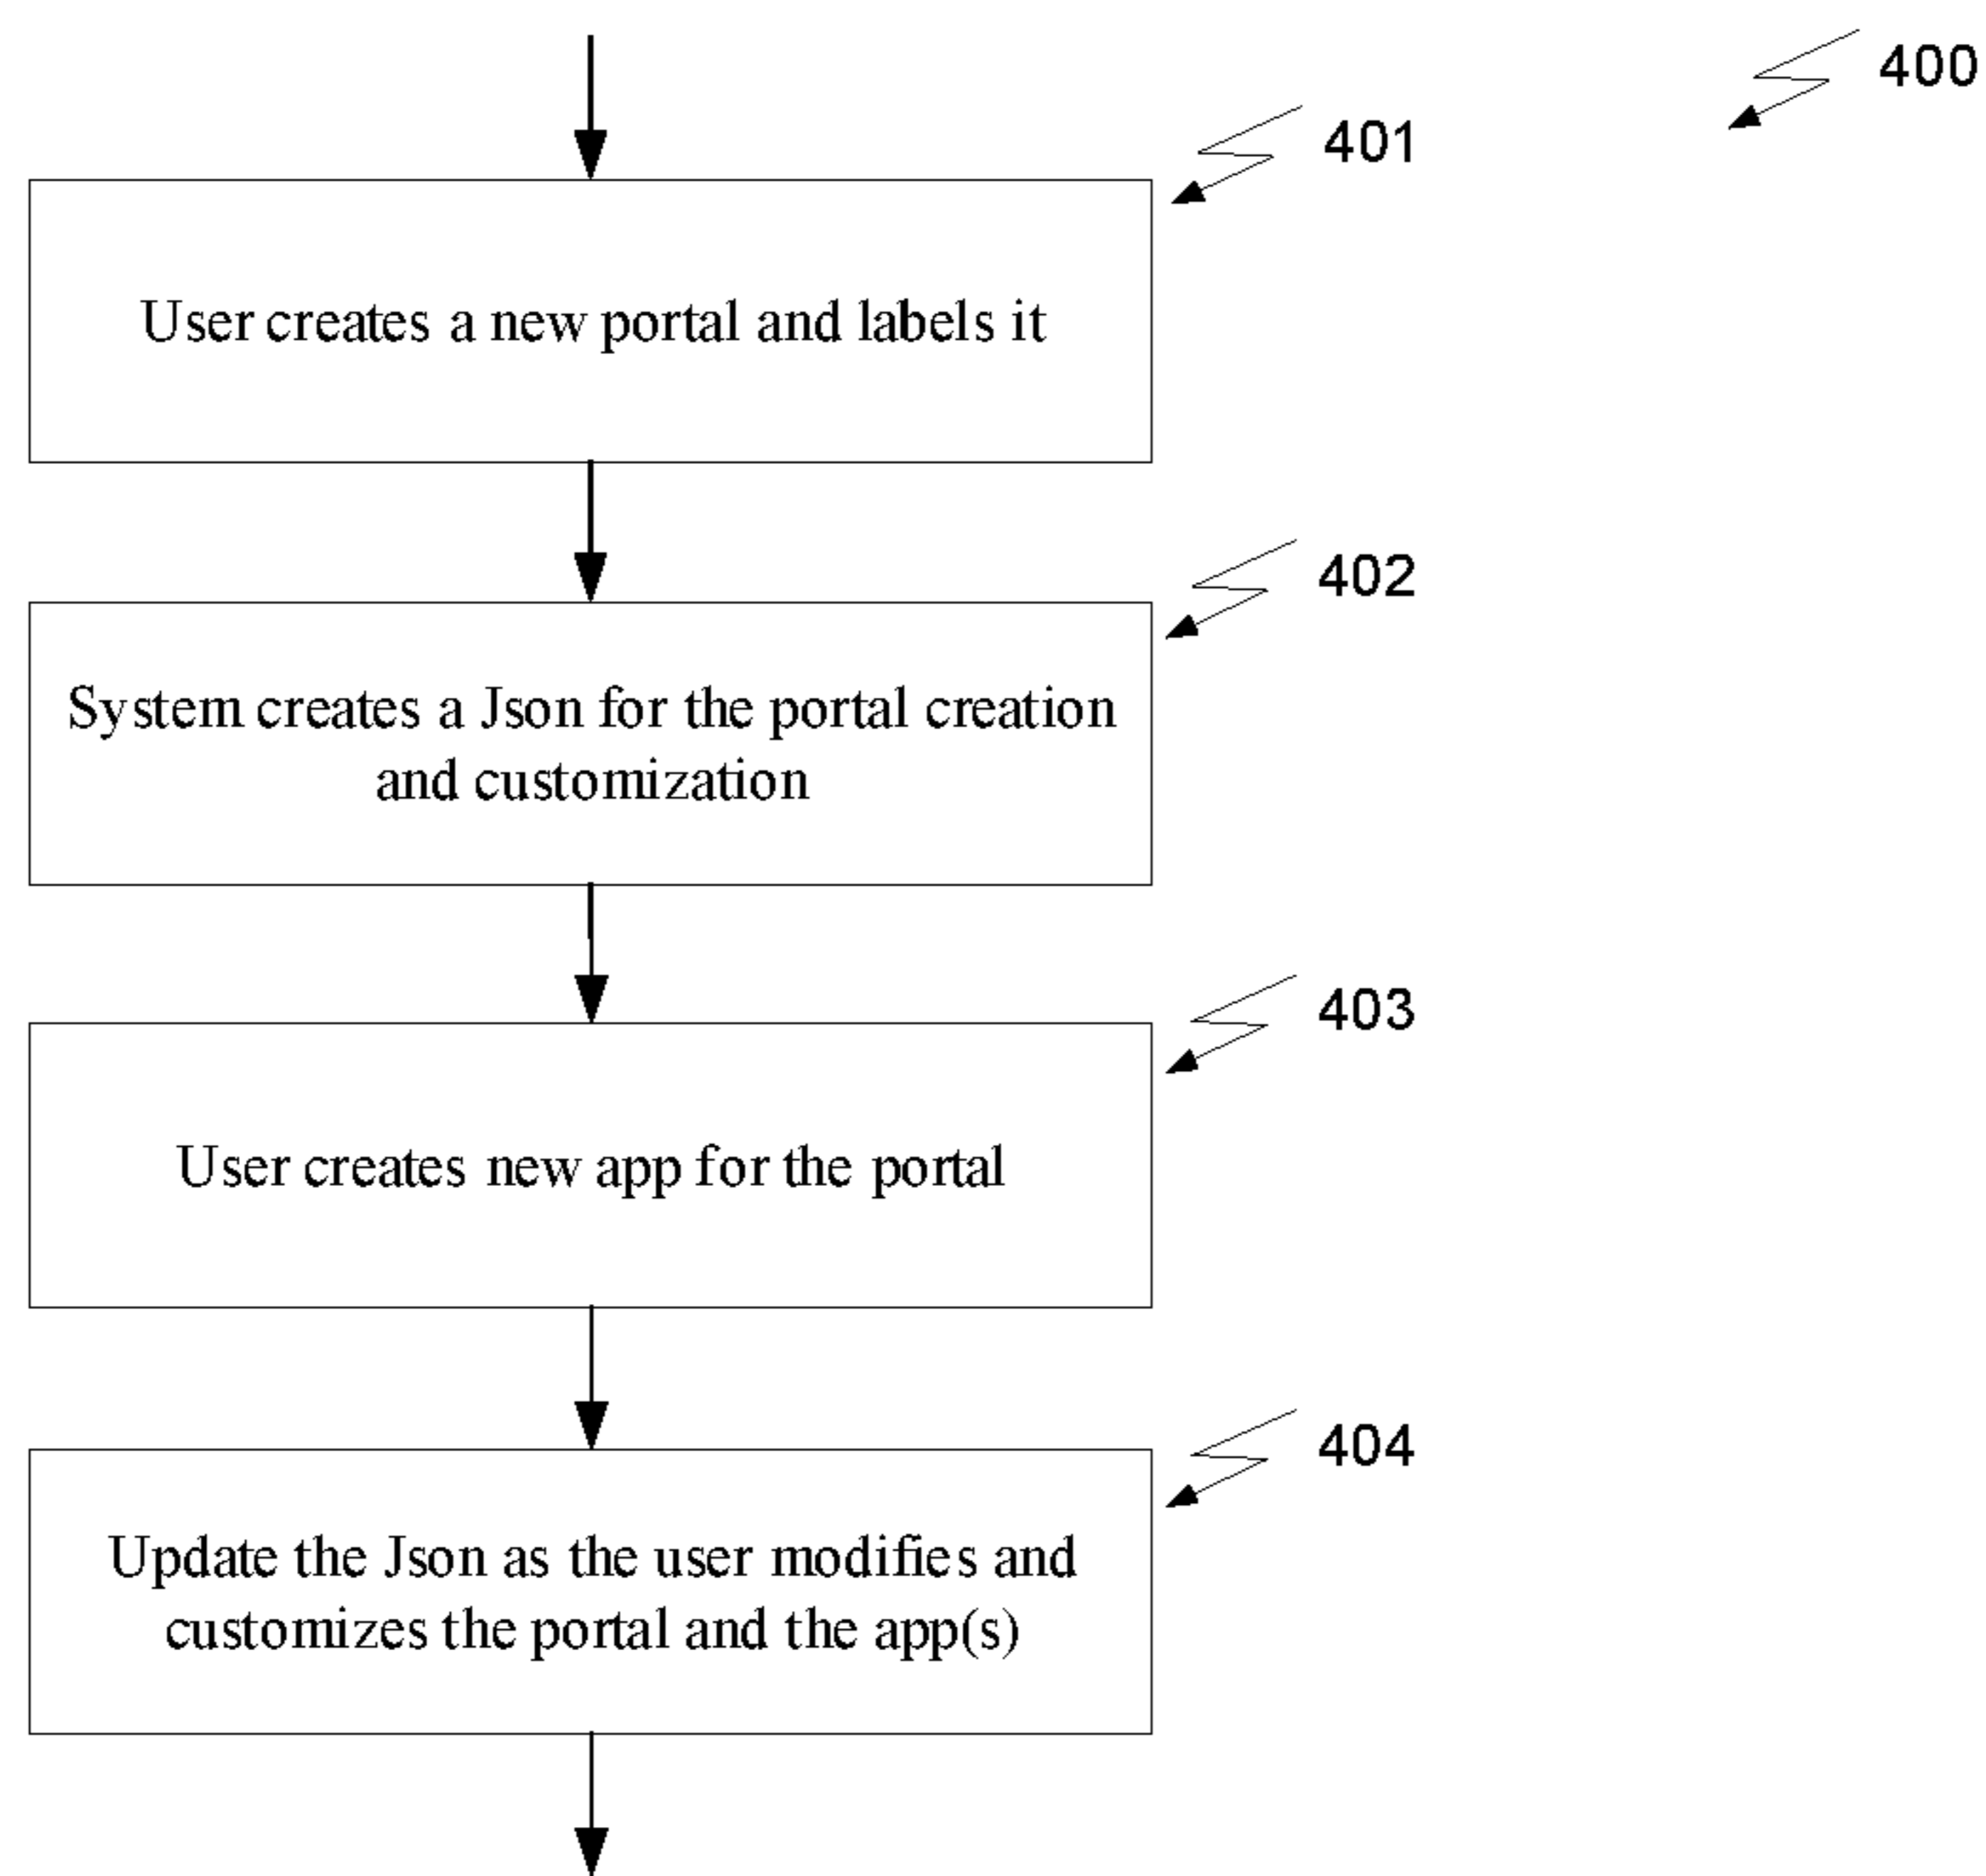 400
401
User creates a new portal and labels it
402
System creates a Json for the portal creation
and customization
403
User creates new app for the portal
404
Update the Json as the user modifies and
customizes the portal and the app(s)